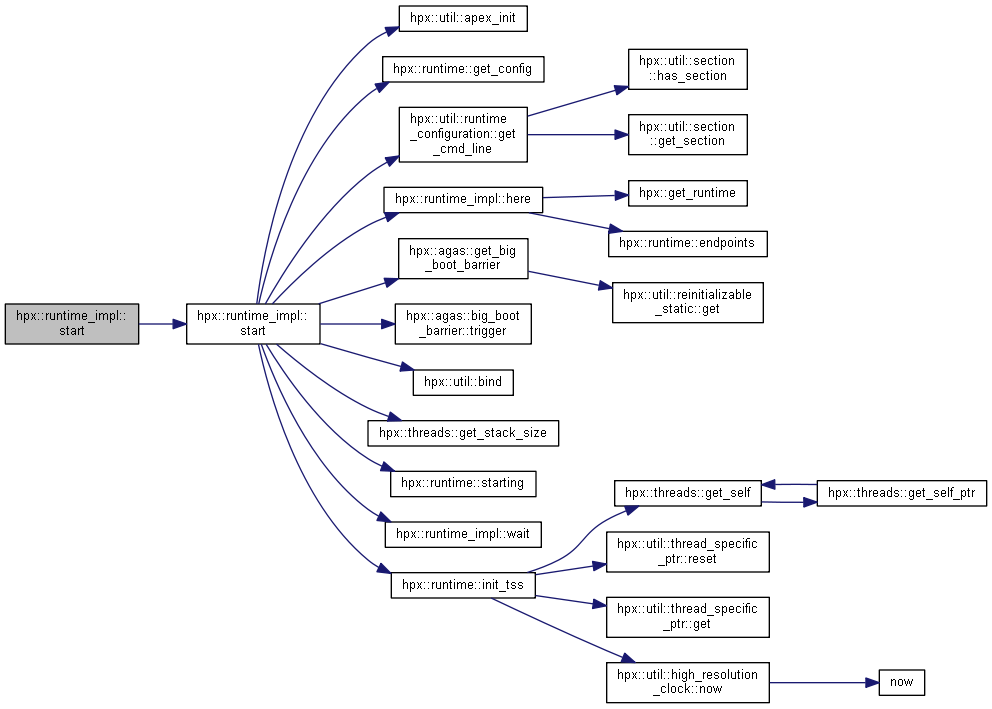 hpx::runtime_impl::
start
hpx::runtime_impl::
start
hpx::util::apex_init
hpx::runtime::get_config
hpx::util::runtime
_configuration::get
_cmd_line
hpx::util::section
::has_section
hpx::util::section
::get_section
hpx::runtime_impl::here
hpx::get_runtime
hpx::runtime::endpoints
hpx::agas::get_big
_boot_barrier
hpx::util::reinitializable
_static::get
hpx::agas::big_boot
_barrier::trigger
hpx::util::bind
hpx::threads::get_stack_size
hpx::runtime::starting
hpx::runtime_impl::wait
hpx::runtime::init_tss
hpx::threads::get_self
hpx::threads::get_self_ptr
hpx::util::thread_specific
_ptr::reset
hpx::util::thread_specific
_ptr::get
hpx::util::high_resolution
_clock::now
now